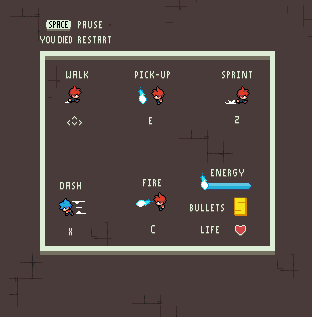 SPACE PAUSE
YOU DIED RESTART
WALK PICK-UP SPRINT
<^> E Z
ENERGY
DASH FIRE
BULLETS
X C LIFE